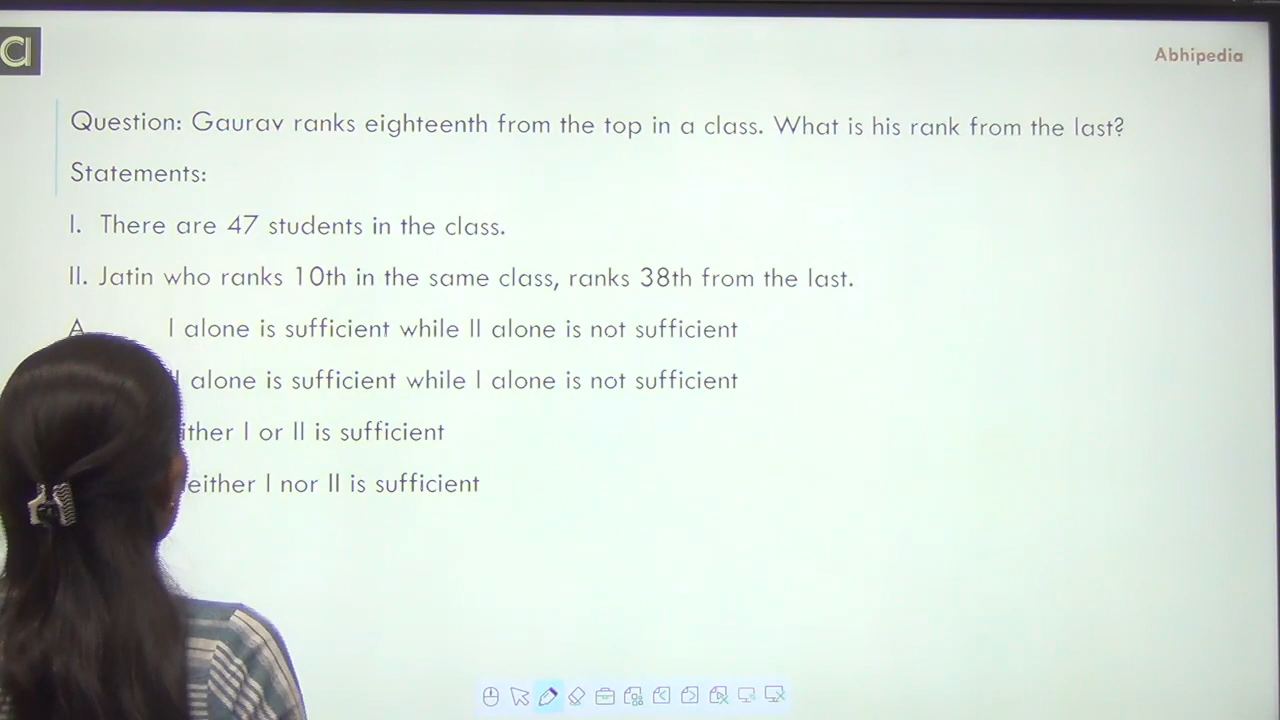 a
Abhipedia
Question: Gaurav ranks eighteenth from the top in a class. What is his rank from the last?
Statements:
I. There are 47 students in the class.
II. Jatin who ranks 10th in the same class, ranks 38th from the last.
A. I alone is sufficient while II alone is not sufficient
II alone is sufficient while I alone is not sufficient
ither I or II is sufficient
either I nor II is sufficient